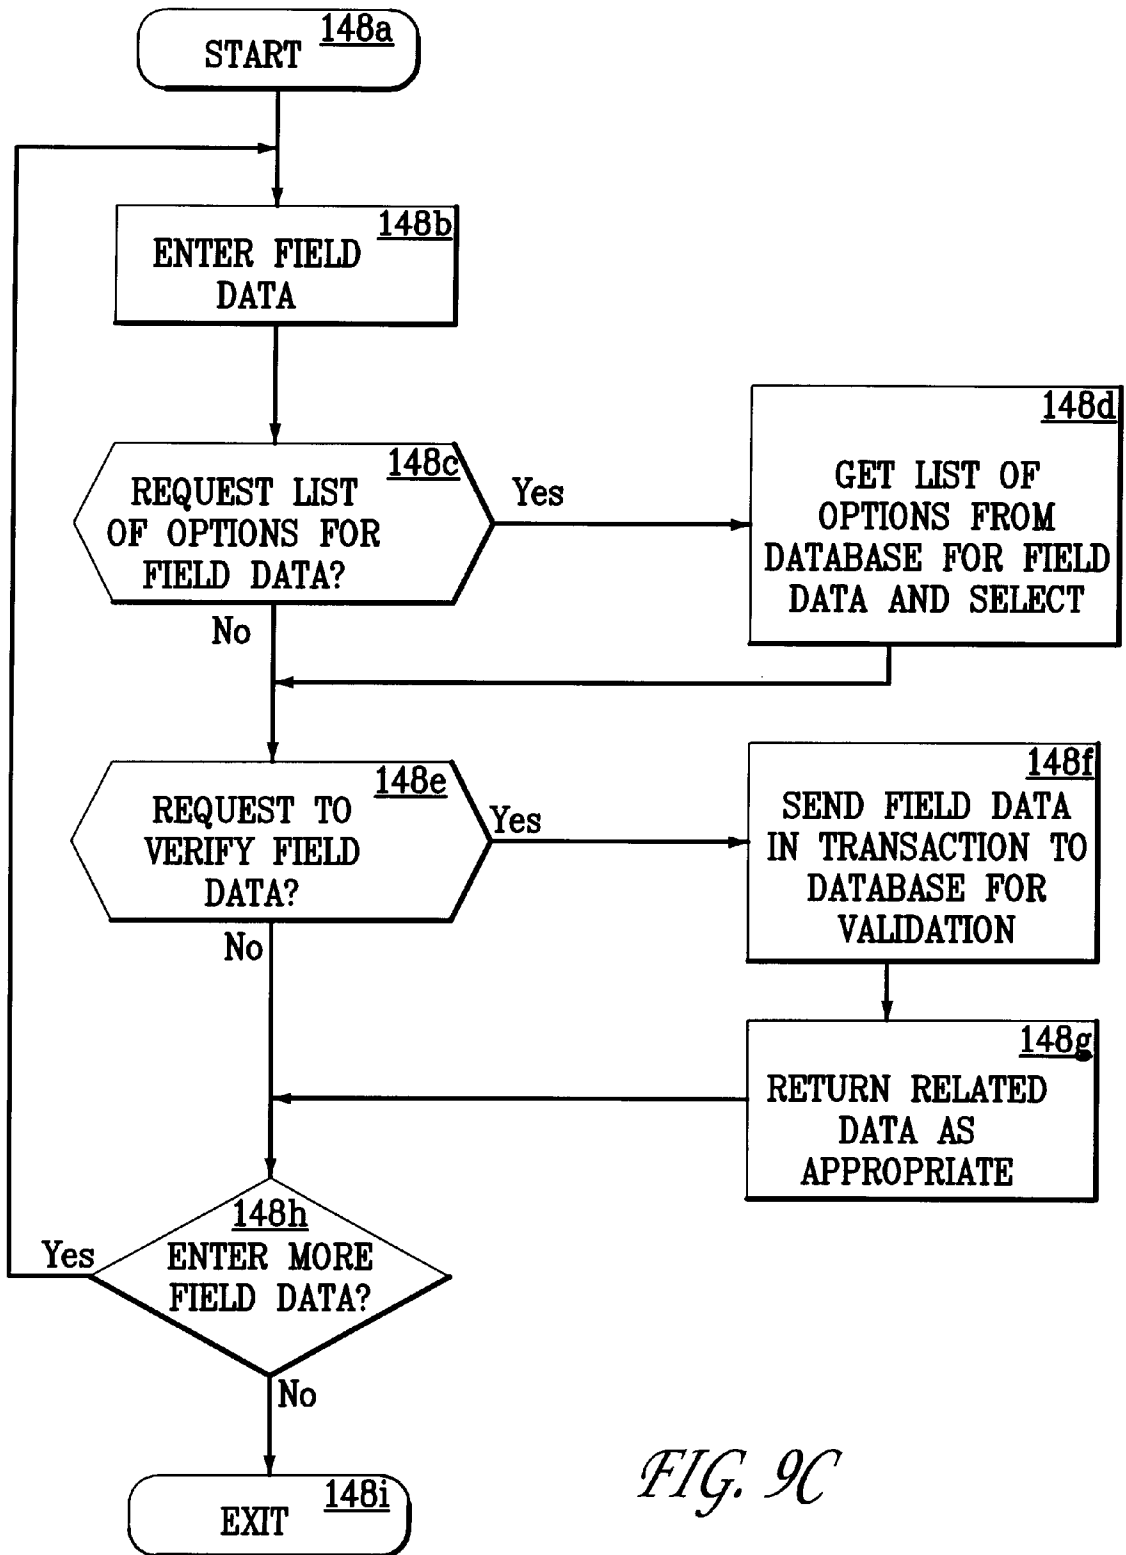 148a
START
148b
ENTER FIELD
DATA
148c
REQUEST LIST
OF OPTIONS FOR
FIELD DATA?
Yes
No
148d
GET LIST OF
OPTIONS FROM
DATABASE FOR FIELD
DATA AND SELECT
148e
REQUEST TO
VERIFY FIELD
DATA?
Yes
No
148f
SEND FIELD DATA
IN TRANSACTION TO
DATABASE FOR
VALIDATION
148g
RETURN RELATED
DATA AS
APPROPRIATE
148h
ENTER MORE
FIELD DATA?
Yes
No
148i
EXIT
FIG. 9C